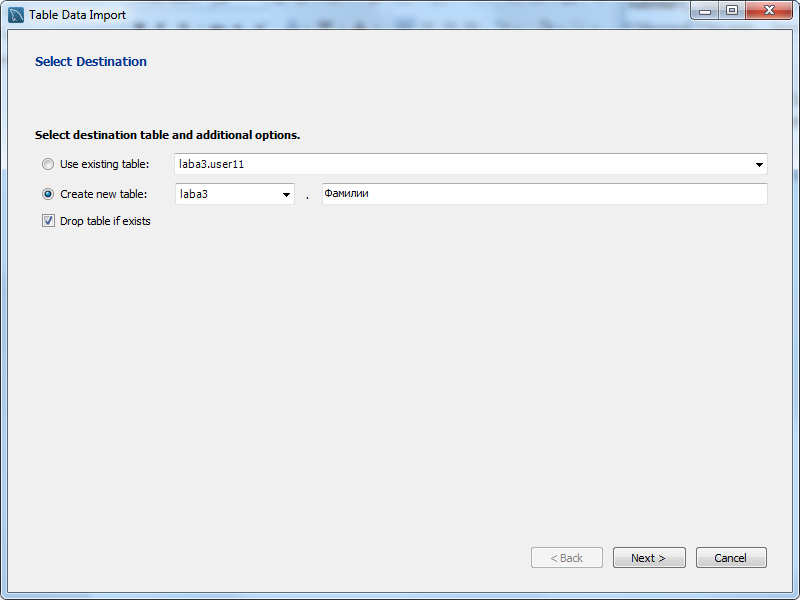 Table Data Import
Select Destination
Select destination table and additional options.
Use existing table: laba3.user11
Create new table: laba3 . Фамилии
Drop table if exists
< Back Next > Cancel